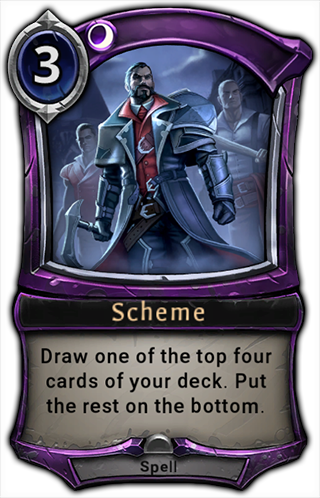 3
Scheme
Draw one of the top four
cards of your deck. Put
the rest on the bottom.
Spell